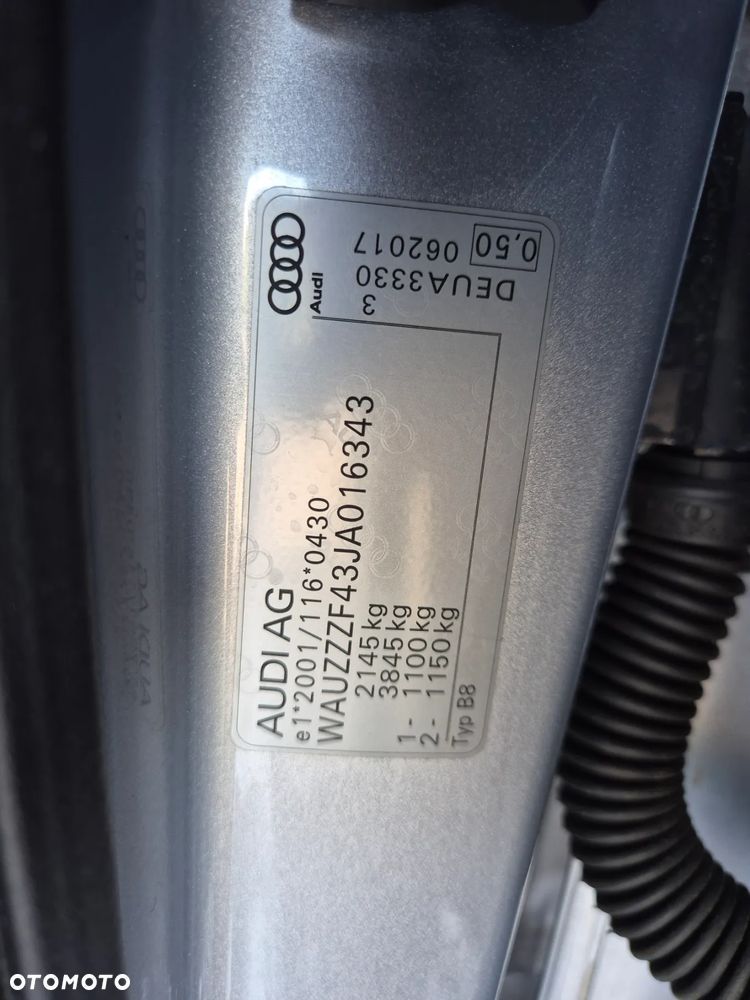 AUDI AG
e1*2001/116*0430
WAUZZZF43JA016343
2145 kg
3845 kg
1- 1100 kg
2- 1150 kg
Typ B8
Audi
3
DEUA3330
062017
0,50
OTOMOTO